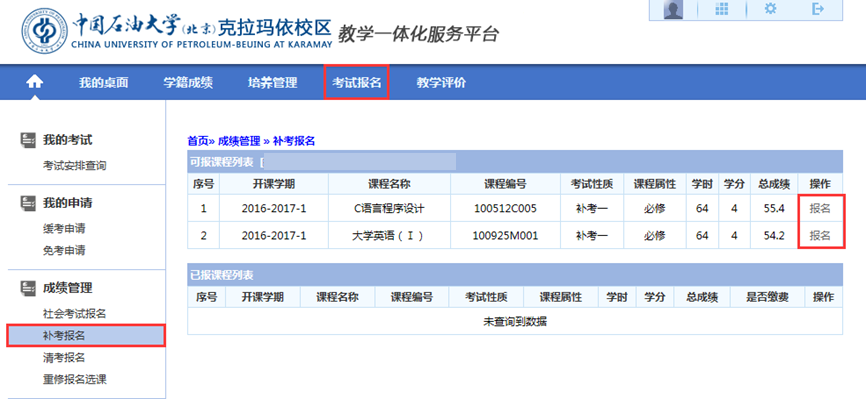 中国石油大学(北京)克拉玛依校区
CHINA UNIVERSITY OF PETROLEUM-BEIJING AT KARAMAY
教学一体化服务平台
我的桌面 学籍成绩 培养管理 考试报名 教学评价
我的考试
考试安排查询
我的申请
缓考申请
免考申请
成绩管理
社会考试报名
补考报名
清考报名
重修报名选课
首页» 成绩管理 » 补考报名
可报课程列表 [
序号 开课学期 课程名称 课程编号 考试性质 课程属性 学时 学分 总成绩 操作
1 2016-2017-1 C语言程序设计 100512C005 补考一 必修 64 4 55.4 报名
2 2016-2017-1 大学英语（Ⅰ） 100925M001 补考一 必修 64 4 54.2 报名
已报课程列表
序号 开课学期 课程名称 课程编号 考试性质 课程属性 学时 学分 总成绩 是否缴费 操作
未查询到数据